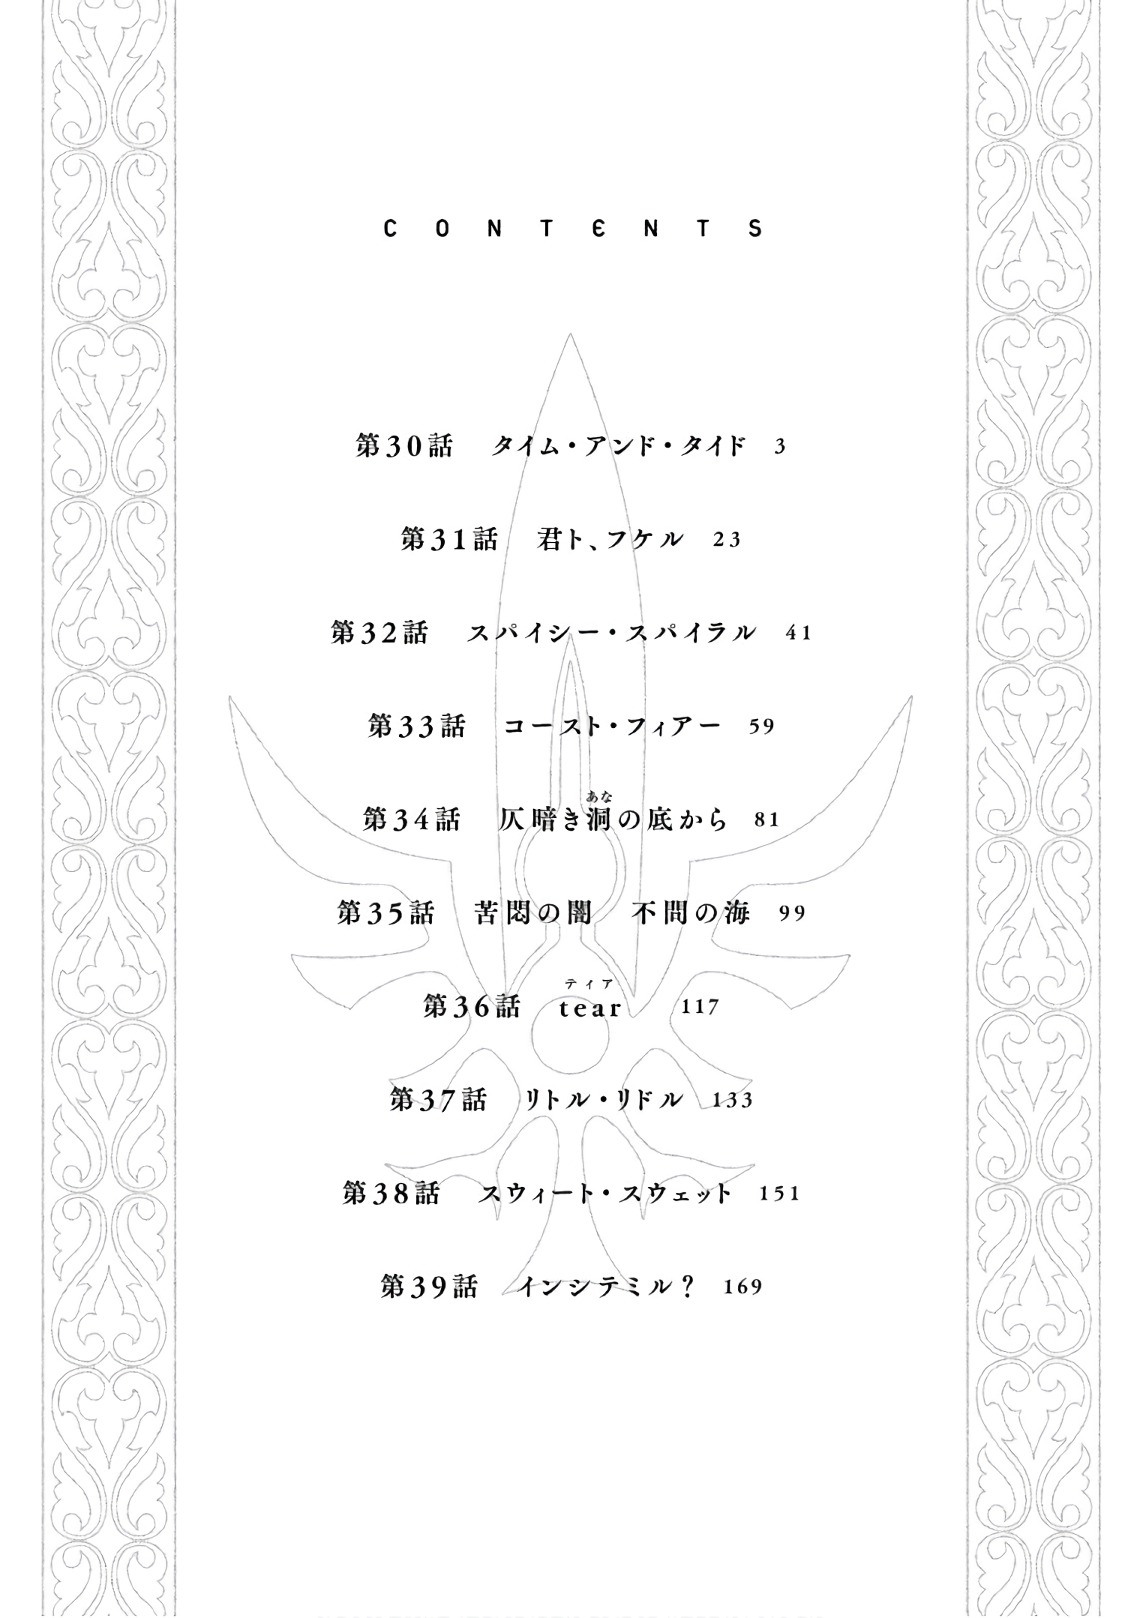 CONTENTS
第30話 タイム・アンド・タイド 3
第31話 君ト、フケル 23
第32話 スパイシー・スパイラル 41
第33話 コースト・フィアー 59
あな
第34話 仄暗き洞の底から 81
第35話 苦悶の闇 不問の海 99
ティア
第36話 tear 117
第37話 リトル・リドル 133
第38話 スウィート・スウェット 151
第39話 インシテミル? 169